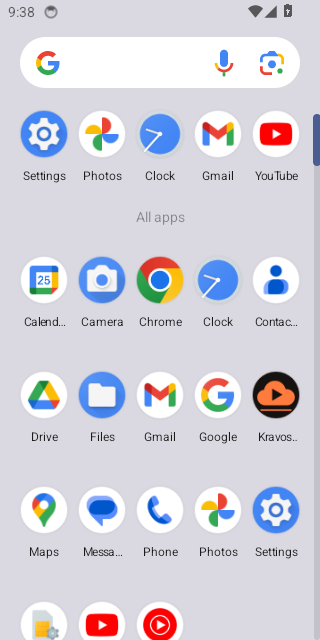 9:38
Settings Photos Clock Gmail YouTube
All apps
25
Calend... Camera Chrome Clock Contac...
Drive Files Gmail Google Kravos..
Maps Messa... Phone Photos Settings